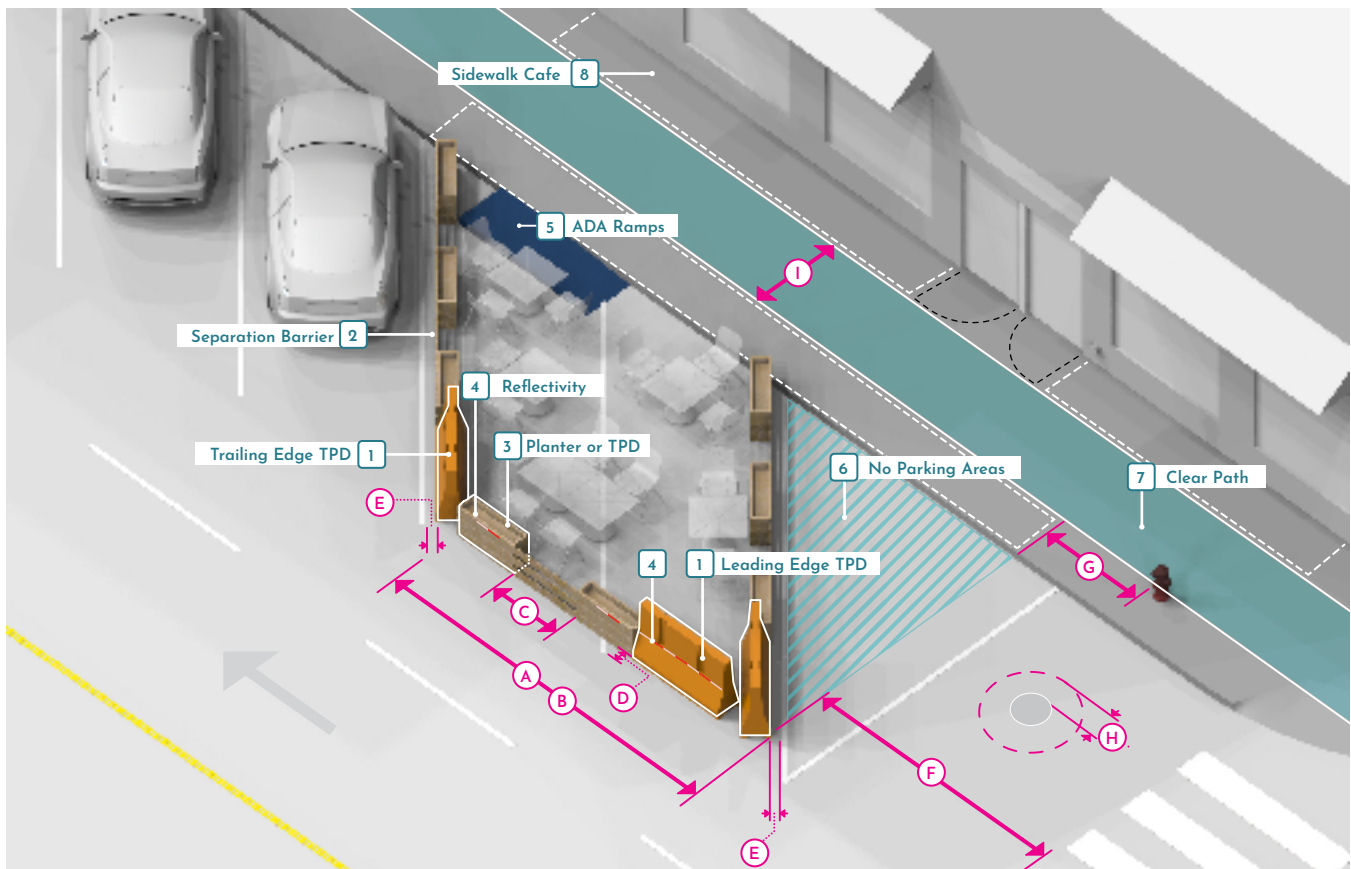 Sidewalk Cafe 8
5 ADA Ramps
I
Separation Barrier 2
4 Reflectivity
3 Planter or TPD
Trailing Edge TPD 1
6 No Parking Areas
7 Clear Path
E
4
1 Leading Edge TPD
G
C
A
B
D
H
F
E